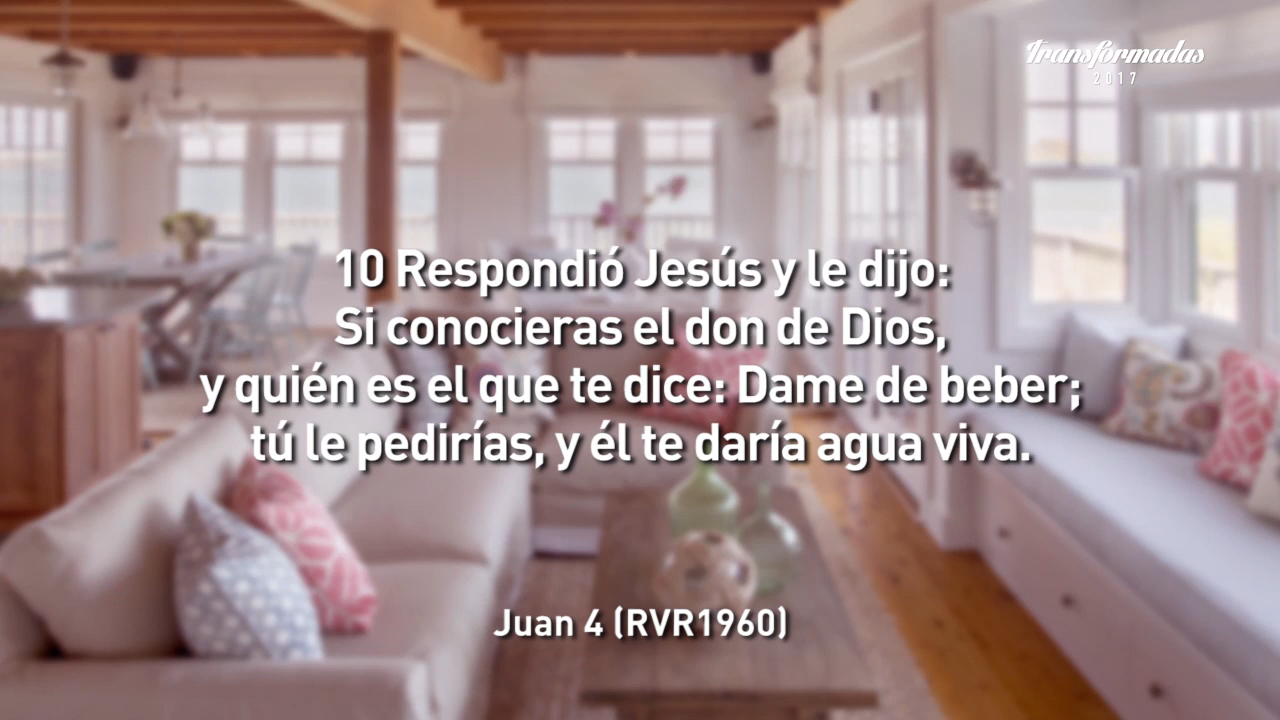 Transformadas
2017
10 Respondió Jesús y le dijo:
Si conocieras el don de Dios,
y quién es el que te dice: Dame de beber;
tú le pedirías, y él te daría agua viva.
Juan 4 (RVR1960)